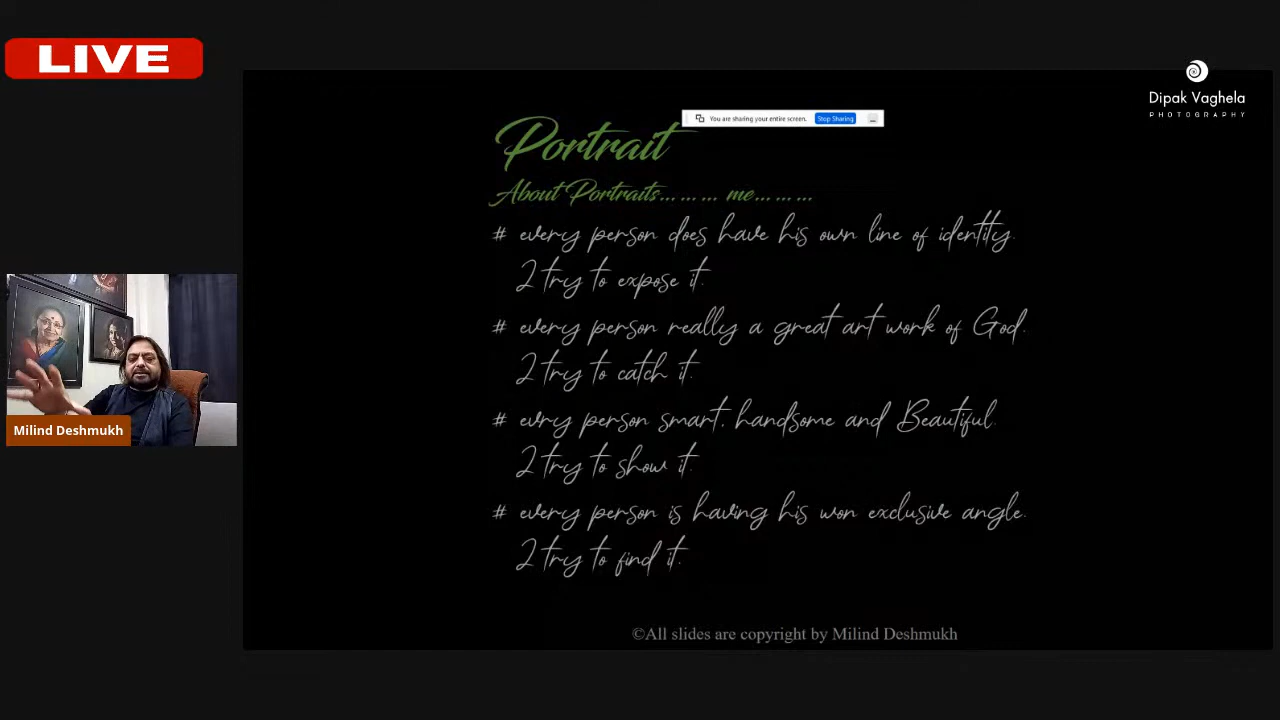 LIVE
Dipak Vaghela
PHOTOGRAPHY
You are sharing your entire screen. Stop Sharing
Portrait
About Portraits......... me.........
# every person does have his own line of identity.
I try to expose it.
# every person really a great art work of God.
I try to catch it.
# evry person smart, handsome and Beautiful.
I try to show it.
# every person is having his won exclusive angle.
I try to find it.
Milind Deshmukh
©All slides are copyright by Milind Deshmukh